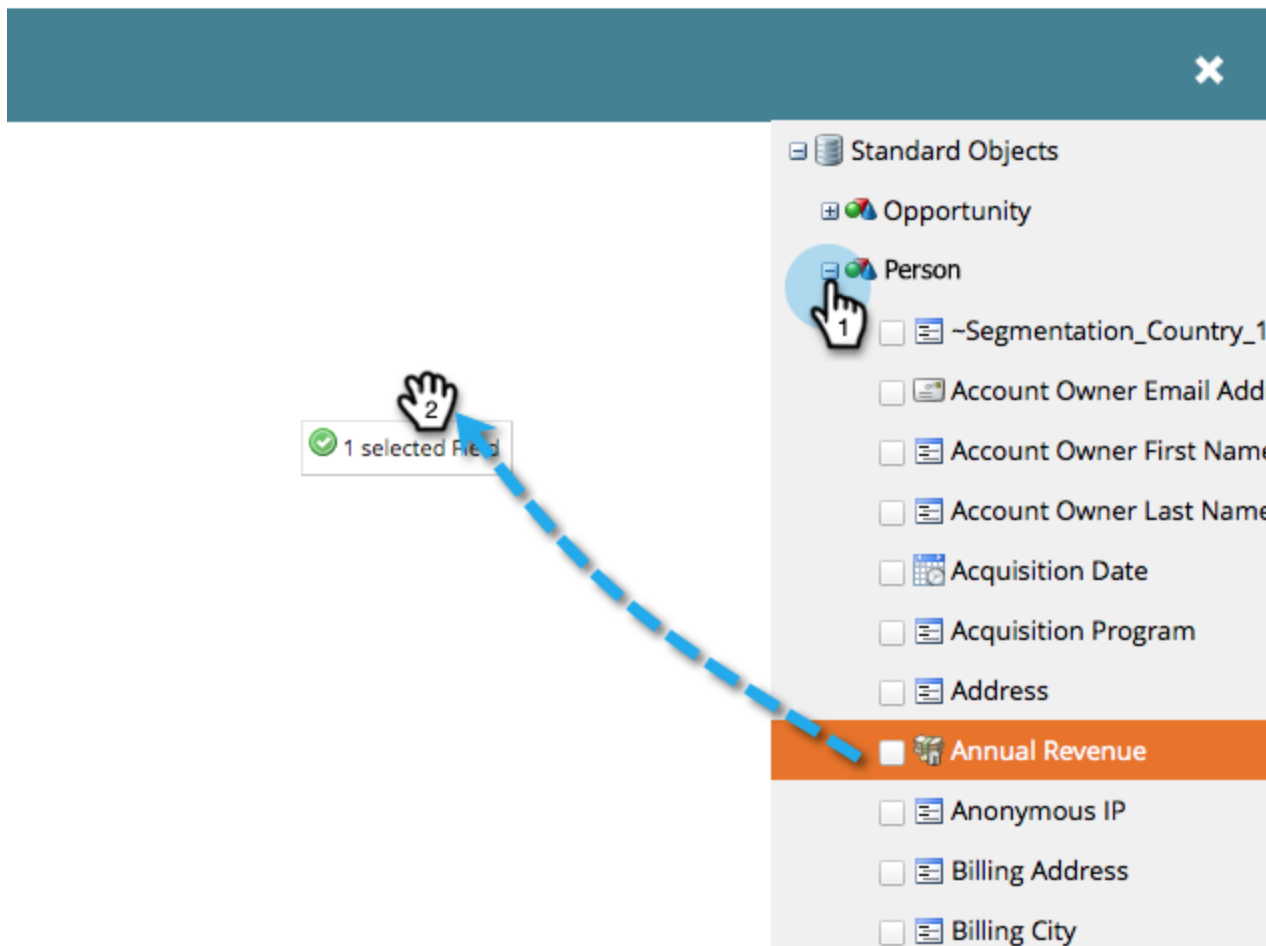 Standard Objects
Opportunity
Person
1
~Segmentation_Country_1
Account Owner Email Add
2
1 selected Field
Account Owner First Name
Account Owner Last Name
Acquisition Date
Acquisition Program
Address
Annual Revenue
Anonymous IP
Billing Address
Billing City